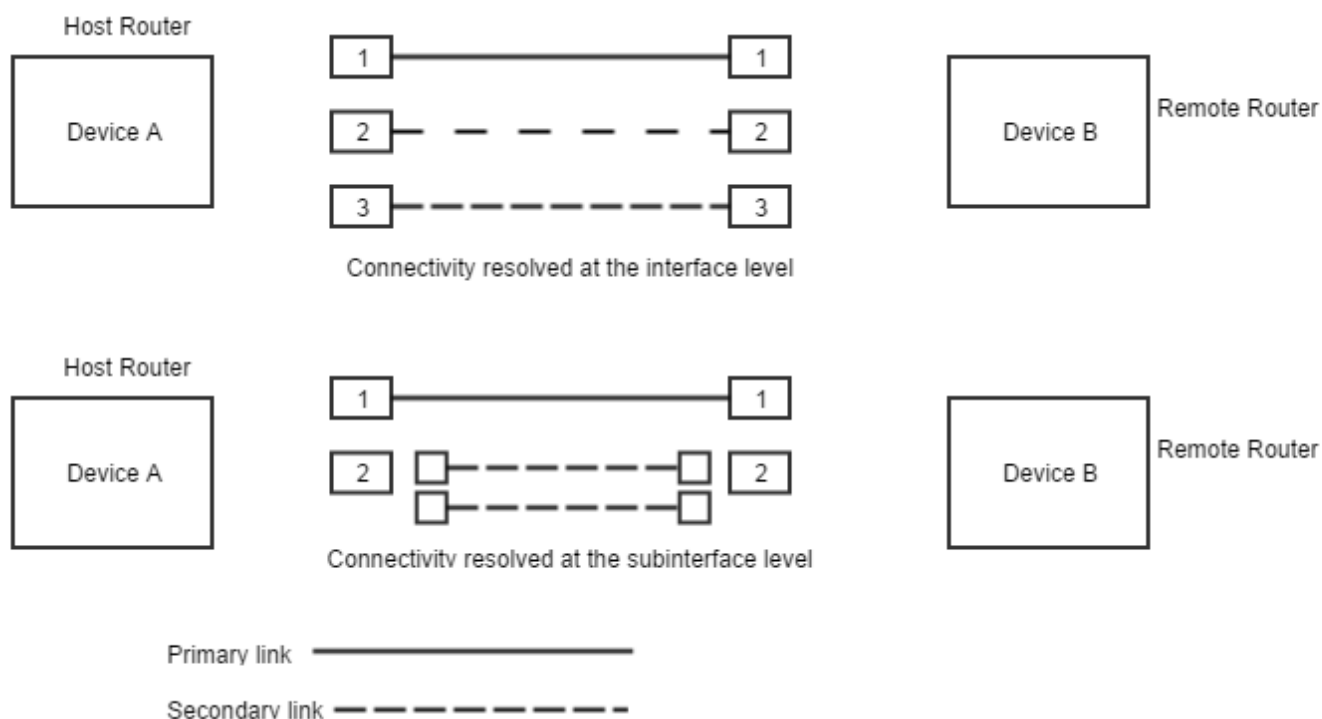 Host Router
Device A
1
1
2
2
3
3
Device B
Remote Router
Connectivity resolved at the interface level
Host Router
Device A
1
1
2
2
Device B
Remote Router
Connectivity resolved at the subinterface level
Primary link
Secondary link